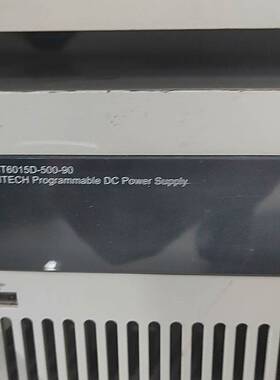 T6015D-500-90
ITECH Programmable DC Power Supply